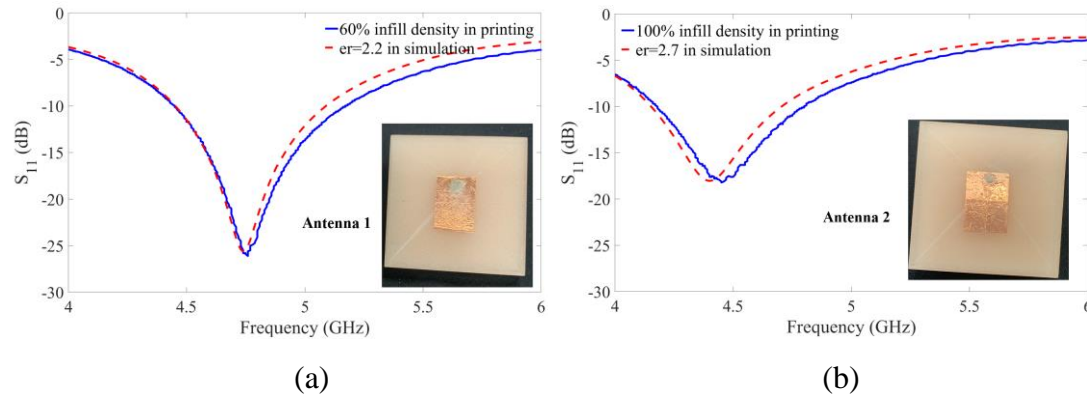 0
-5
-10
-15
-20
-25
-30
S11 (dB)
60% infill density in printing
er=2.2 in simulation
Antenna 1
4
4.5
5
5.5
6
Frequency (GHz)
(a)
0
-5
-10
-15
-20
-25
-30
S11 (dB)
100% infill density in printing
er=2.7 in simulation
Antenna 2
4
4.5
5
5.5
6
Frequency (GHz)
(b)